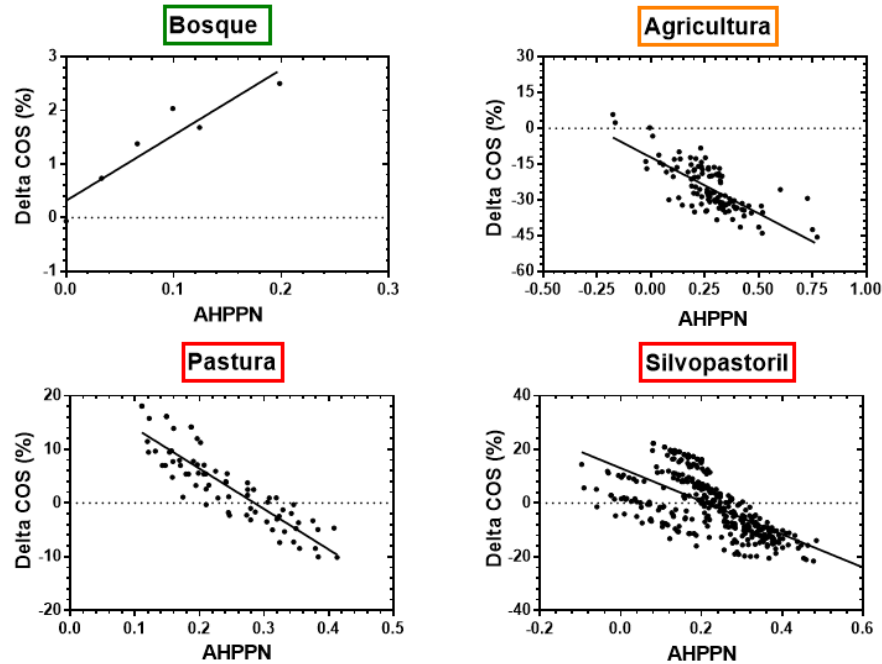 Bosque
Delta COS (%)
3
2
1
0
-1
0.0 0.1 0.2 0.3
AHPPN
Agricultura
Delta COS (%)
30
15
0
-15
-30
-45
-60
-0.50 -0.25 0.00 0.25 0.50 0.75 1.00
AHPPN
Pastura
Delta COS (%)
20
10
0
-10
-20
0.0 0.1 0.2 0.3 0.4 0.5
AHPPN
Silvopastoril
Delta COS (%)
40
20
0
-20
-40
-0.2 0.0 0.2 0.4 0.6
AHPPN